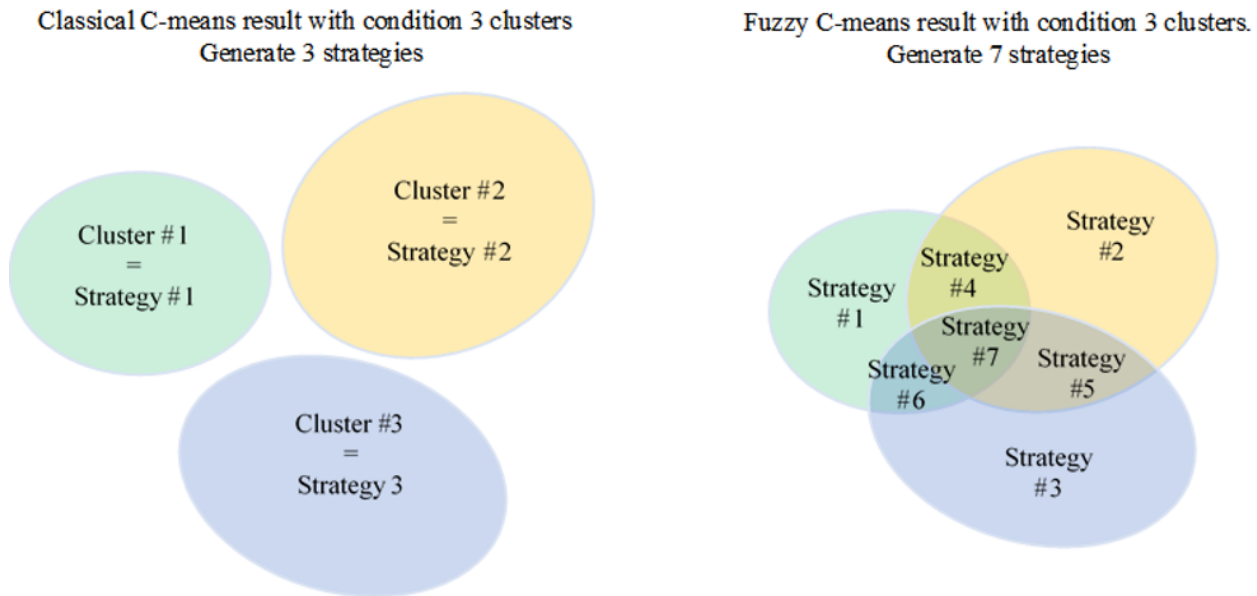 Classical C-means result with condition 3 clusters
Generate 3 strategies
Cluster #1
=
Strategy #1
Cluster #2
=
Strategy #2
Cluster #3
=
Strategy 3
Fuzzy C-means result with condition 3 clusters.
Generate 7 strategies
Strategy
#1
Strategy
#2
Strategy
#4
Strategy
#7
Strategy
#5
Strategy
#6
Strategy
#3